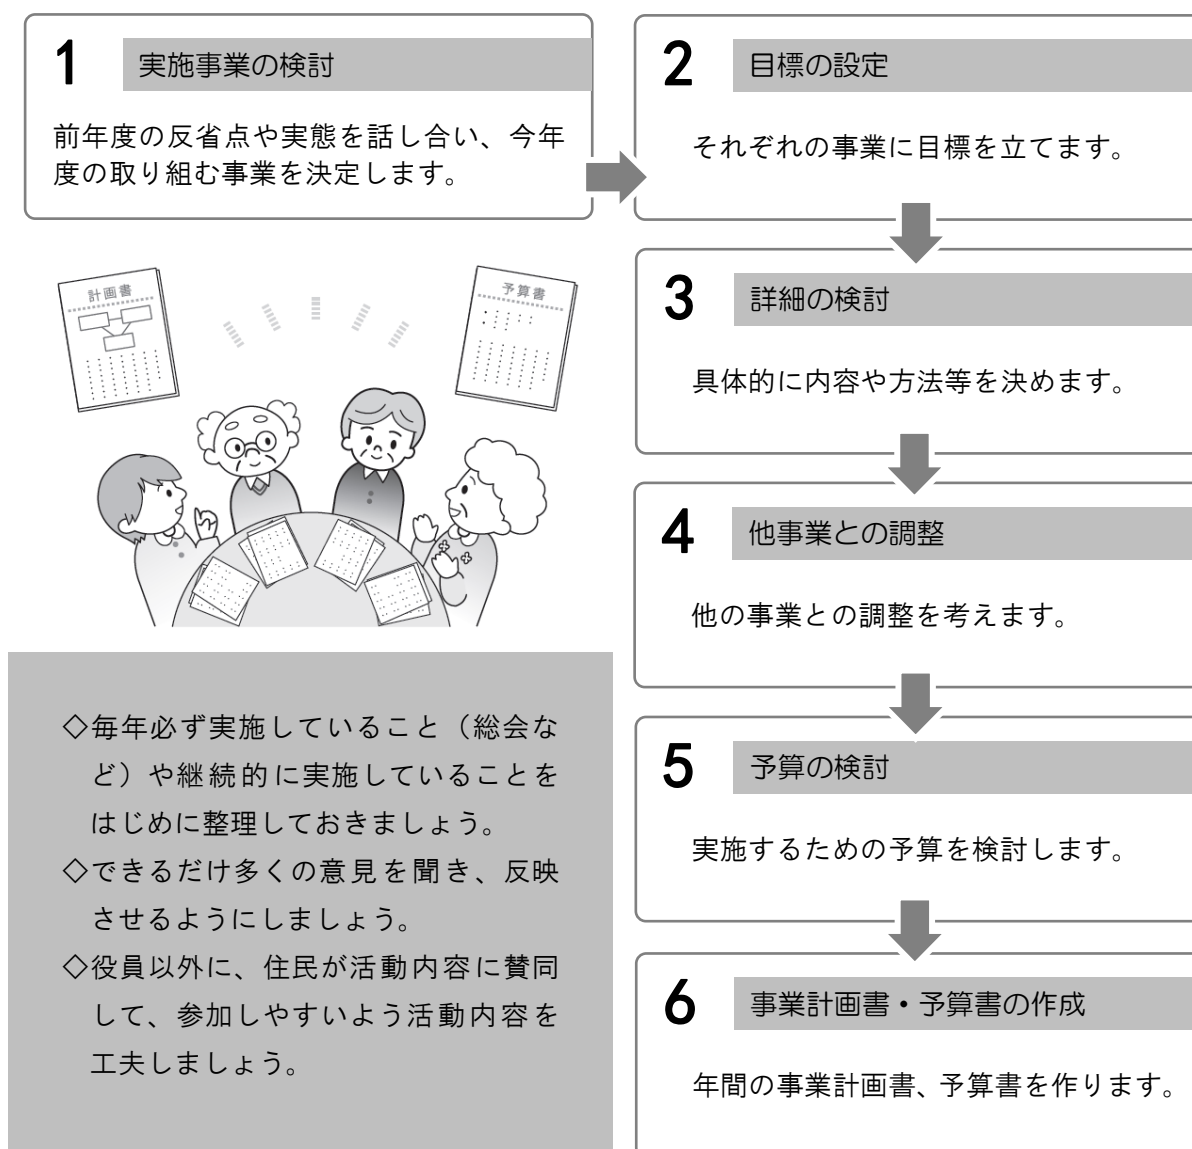 1
実施事業の検討
前年度の反省点や実態を話し合い、今年
度の取り組む事業を決定します。
2
目標の設定
それぞれの事業に目標を立てます。
3
詳細の検討
具体的に内容や方法等を決めます。
4
他事業との調整
他の事業との調整を考えます。
5
予算の検討
実施するための予算を検討します。
6
事業計画書・予算書の作成
年間の事業計画書、予算書を作ります。
計画書
予算書
◇毎年必ず実施していること（総会な
ど）や継続的に実施していることを
はじめに整理しておきましょう。
◇できるだけ多くの意見を聞き、反映
させるようにしましょう。
◇役員以外に、住民が活動内容に賛同
して、参加しやすいよう活動内容を
工夫しましょう。